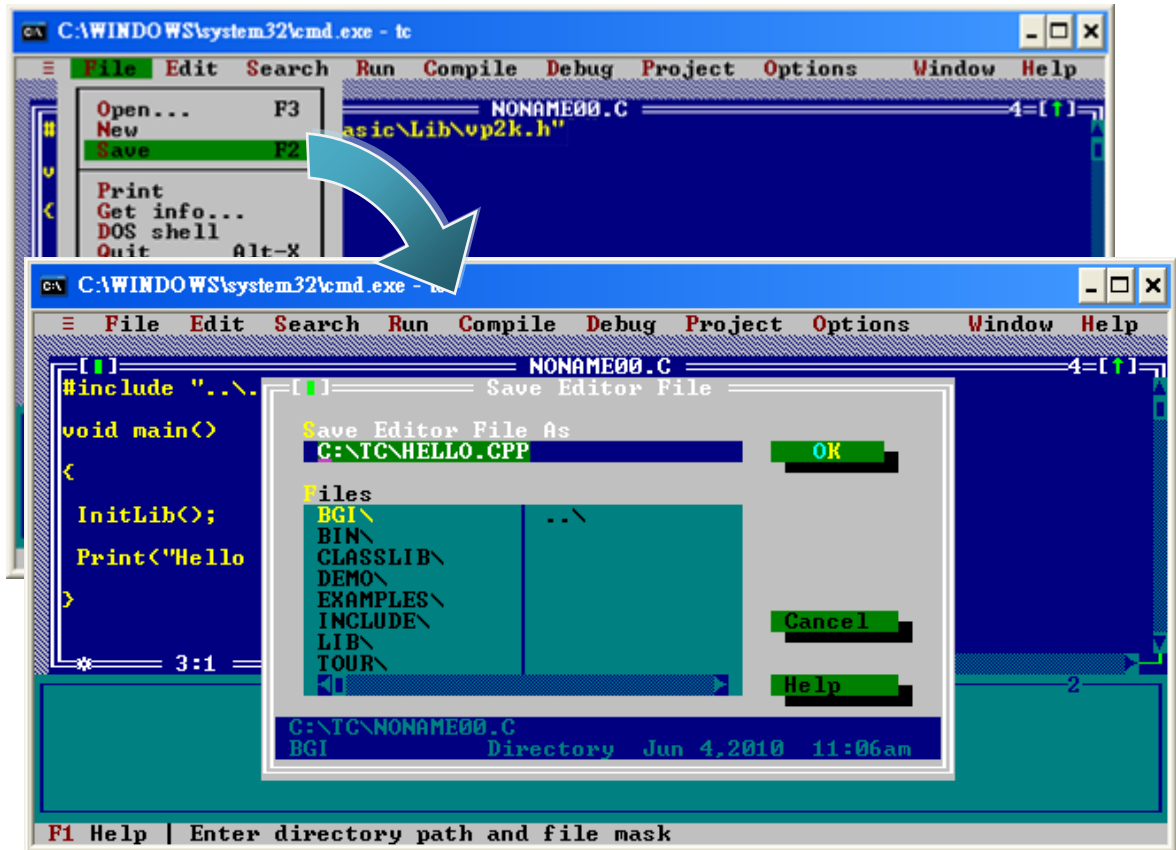 C:\WINDOWS\system32\cmd.exe - tc
≡ File Edit Search Run Compile Debug Project Options Window Help
NONAME00.C 4=[↑]
Open... F3
New
Save F2
Print
Get info...
DOS shell
Quit Alt-X
# asic\Lib\vp2k.h"
v
{
C:\WINDOWS\system32\cmd.exe -
≡ File Edit Search Run Compile Debug Project Options Window Help
NONAME00.C 4=[↑]
#include "..\.
void main()
{
InitLib();
Print("Hello
}
3:1
Save Editor File
Save Editor File As
C:\TC\HELLO.CPP
OK
Files
BGI\ ..\
BIN\
CLASSLIB\
DEMO\
EXAMPLES\
INCLUDE\
LIB\
TOUR\
Cancel
Help
C:\TC\NONAME00.C
BGI Directory Jun 4,2010 11:06am
2
F1 Help | Enter directory path and file mask